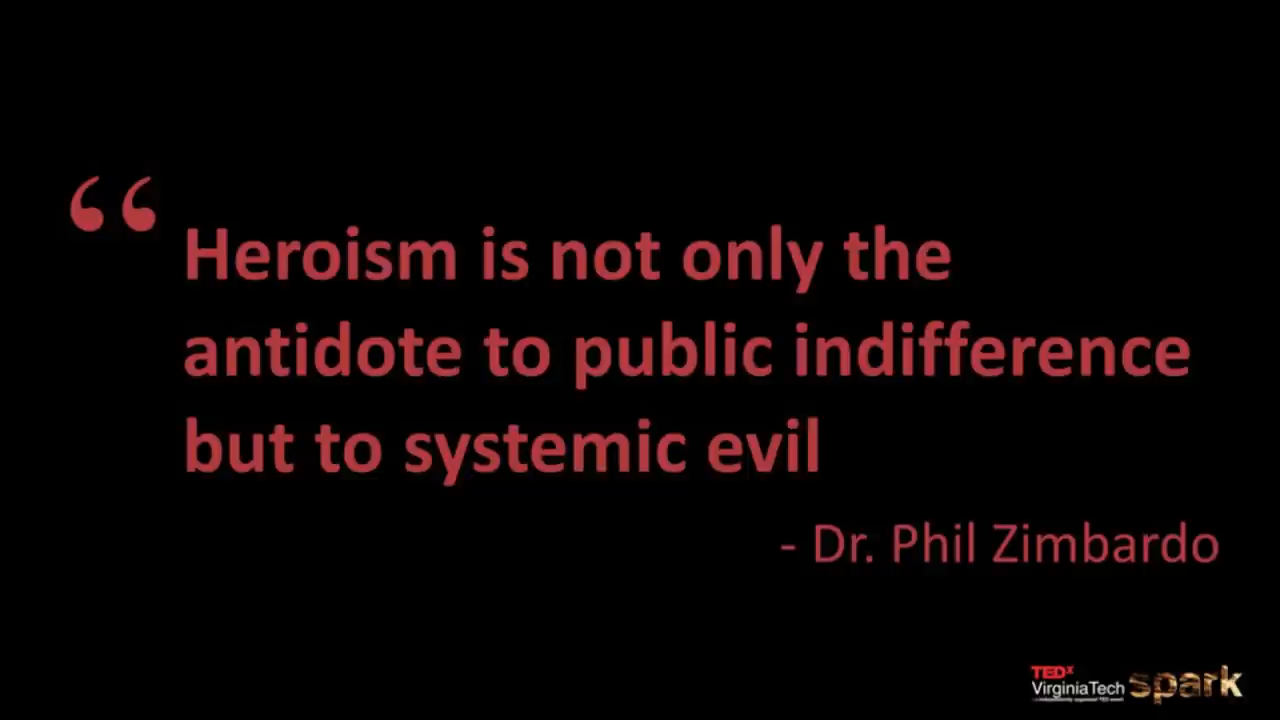 “ Heroism is not only the
antidote to public indifference
but to systemic evil
- Dr. Phil Zimbardo
TEDx
VirginiaTech spark